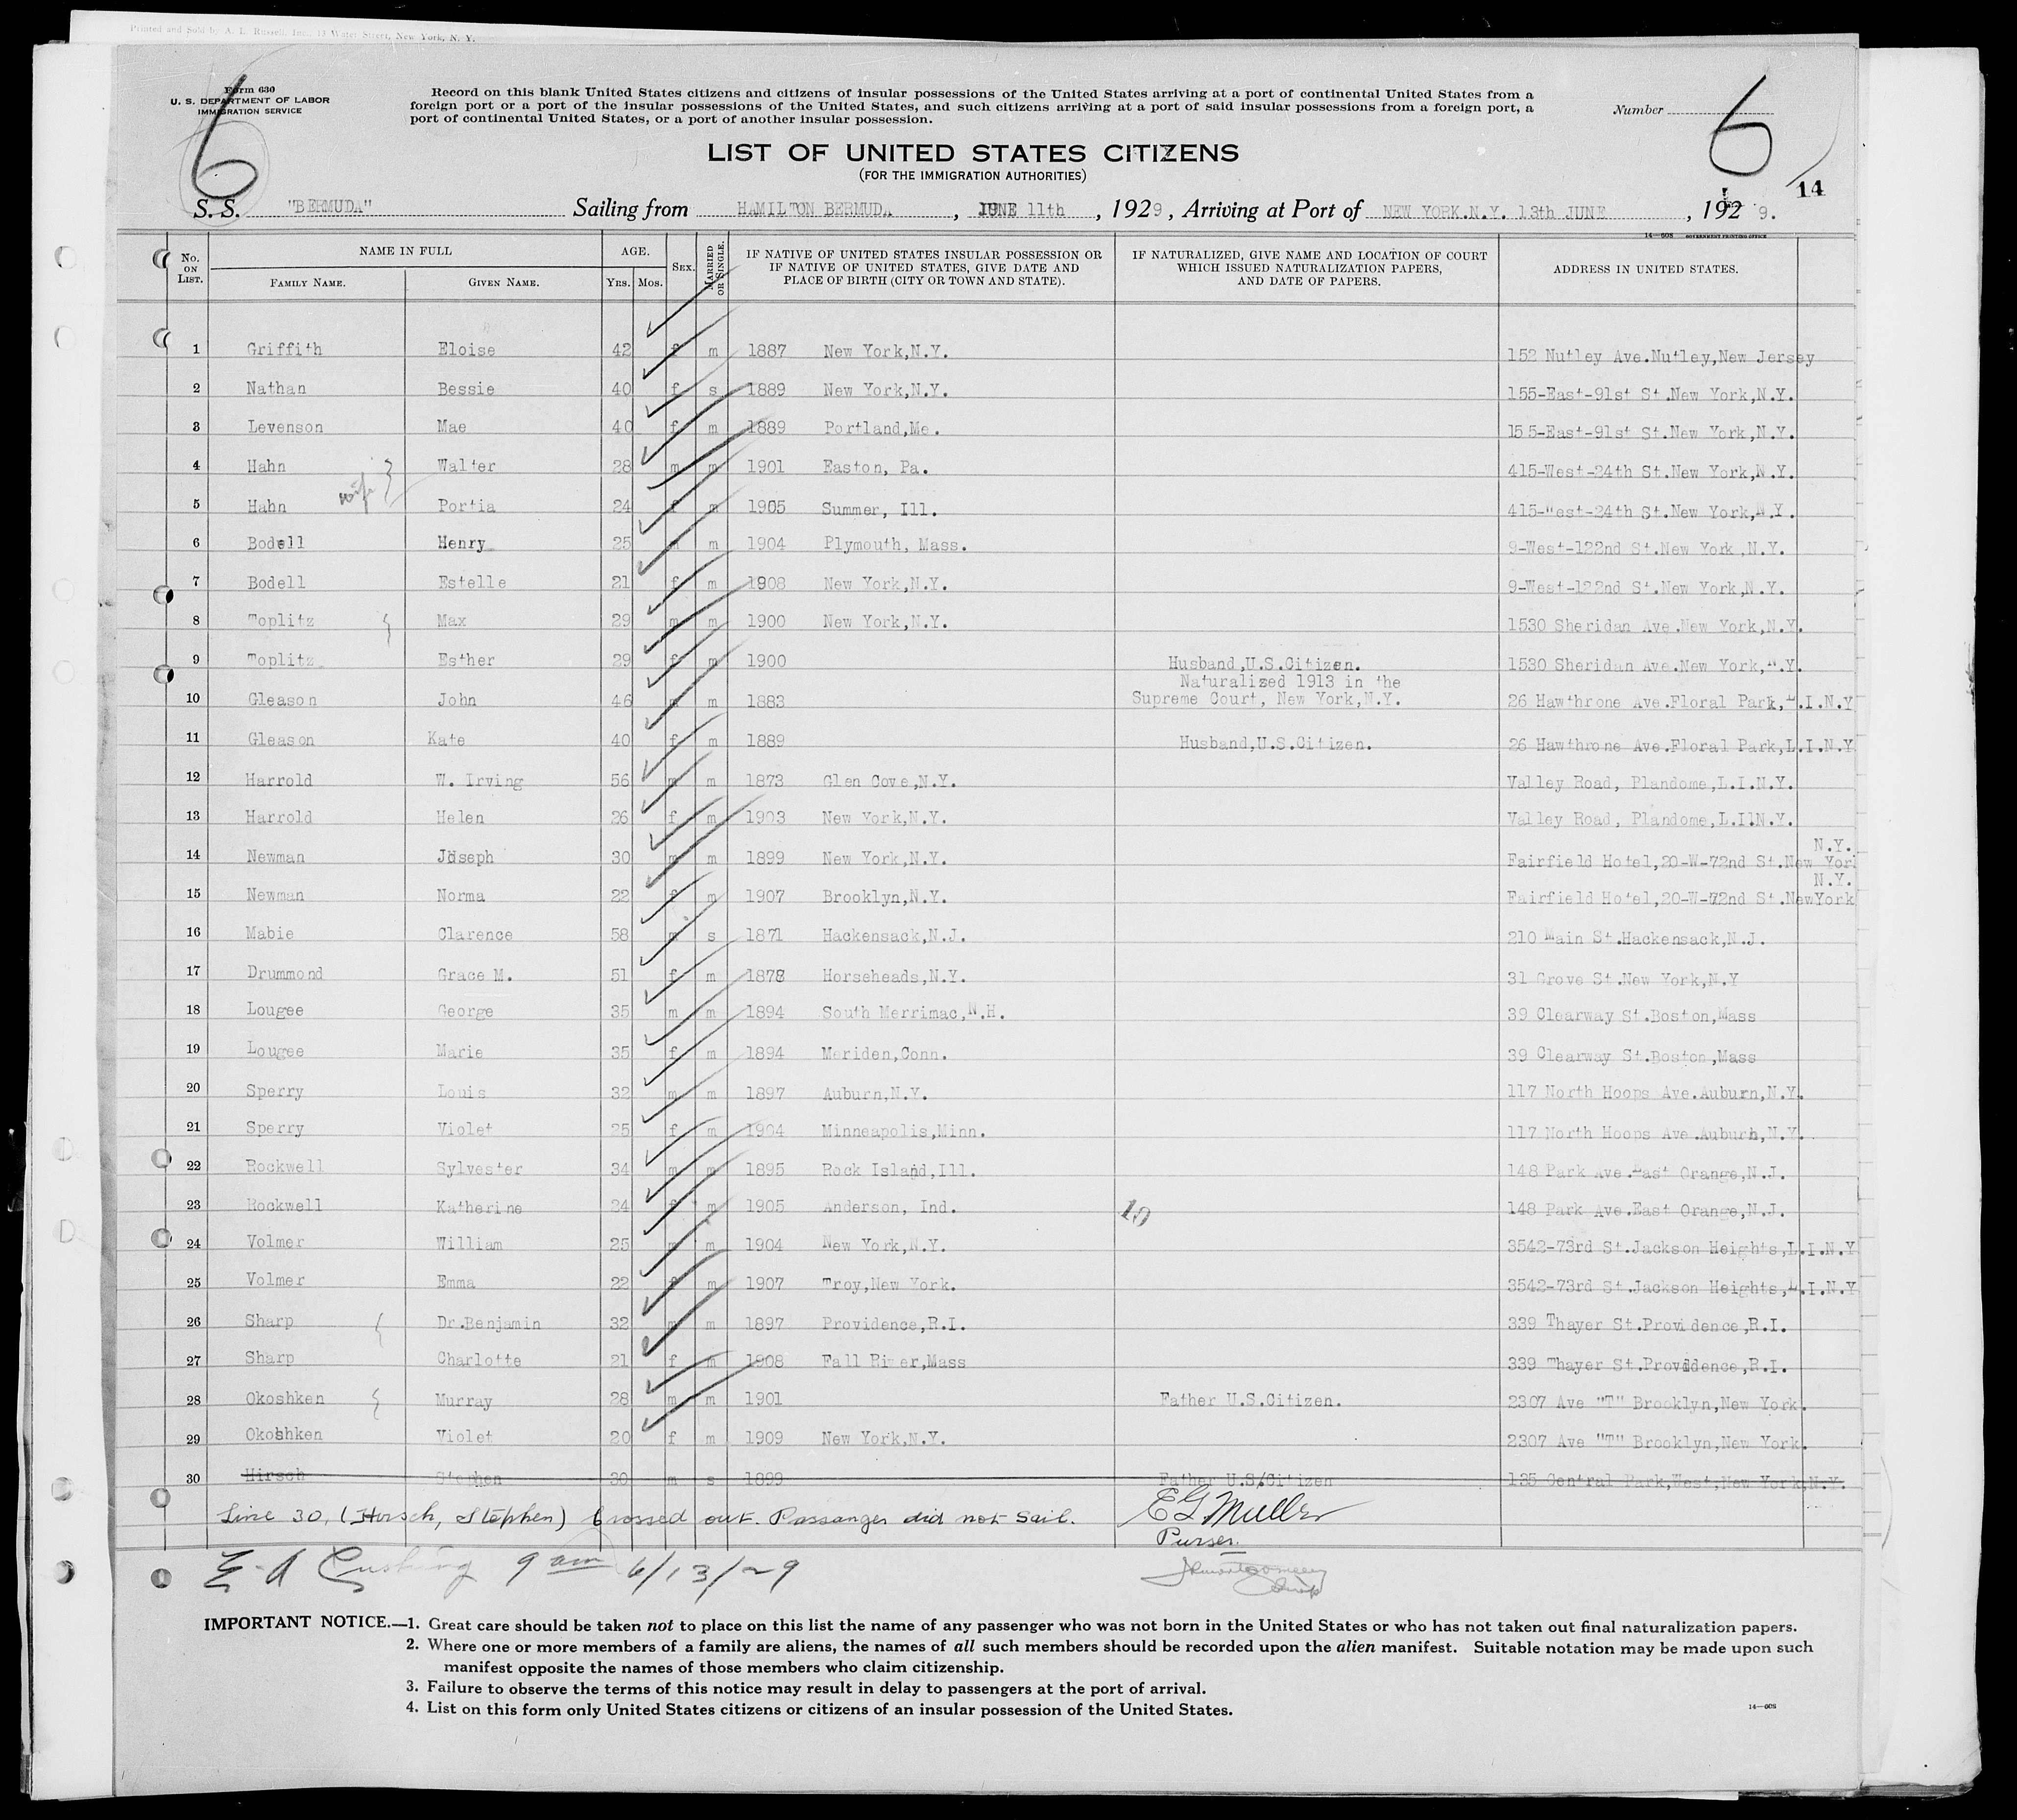 Printed and Sold by A. L. Russell, Inc., 13 Water Street, New York, N. Y.
6
Form 630
U. S. DEPARTMENT OF LABOR
IMMIGRATION SERVICE
Record on this blank United States citizens and citizens of insular possessions of the United States arriving at a port of continental United States from a
foreign port or a port of the insular possessions of the United States, and such citizens arriving at a port of said insular possessions from a foreign port, a
port of continental United States, or a port of another insular possession.
Number
6
14
LIST OF UNITED STATES CITIZENS
(FOR THE IMMIGRATION AUTHORITIES)
S. S. "BERMUDA" Sailing from HAMILTON BERMUDA, JUNE 11th, 1929, Arriving at Port of NEW YORK.N.Y. 13th JUNE, 1929.
14—608 GOVERNMENT PRINTING OFFICE
No. ON LIST. NAME IN FULL FAMILY NAME. GIVEN NAME. AGE. YRS. MOS. SEX. MARRIED OR SINGLE. IF NATIVE OF UNITED STATES INSULAR POSSESSION OR IF NATIVE OF UNITED STATES, GIVE DATE AND PLACE OF BIRTH (CITY OR TOWN AND STATE). IF NATURALIZED, GIVE NAME AND LOCATION OF COURT WHICH ISSUED NATURALIZATION PAPERS, AND DATE OF PAPERS. ADDRESS IN UNITED STATES.
1 Griffith Eloise 42 f m 1887 New York,N.Y. 152 Nutley Ave.Nutley,New Jersey
2 Nathan Bessie 40 f s 1889 New York,N.Y. 155-East-91st St.New York,N.Y.
3 Levenson Mae 40 f m 1889 Portland,Me. 155-East-91st St.New York,N.Y.
4 Hahn Walter 28 m m 1901 Easton, Pa. 415-West-24th St.New York,N.Y.
5 Hahn wife Portia 24 f m 1905 Summer, Ill. 415-West-24th St.New York,N.Y.
6 Bodell Henry 25 m m 1904 Plymouth, Mass. 9-West-122nd St.New York,N.Y.
7 Bodell Estelle 21 f m 1908 New York,N.Y. 9-West-122nd St.New York,N.Y.
8 Toplitz Max 29 m m 1900 New York,N.Y. 1530 Sheridan Ave.New York,N.Y.
9 Toplitz Esther 29 f m 1900 Husband,U.S.Citizen. 1530 Sheridan Ave.New York,N.Y.
Naturalized 1913 in the
10 Gleason John 46 m m 1883 Supreme Court, New York,N.Y. 26 Hawthrone Ave.Floral Park,L.I.N.Y
11 Gleason Kate 40 f m 1889 Husband,U.S.Citizen. 26 Hawthrone Ave.Floral Park,L.I.N.Y
12 Harrold W. Irving 56 m m 1873 Glen Cove,N.Y. Valley Road, Plandome,L.I.N.Y.
13 Harrold Helen 26 f m 1903 New York,N.Y. Valley Road, Plandome,L.I.N.Y.
N.Y.
14 Newman Joseph 30 m m 1899 New York,N.Y. Fairfield Hotel,20-W-72nd St.New York
N.Y.
15 Newman Norma 22 f m 1907 Brooklyn,N.Y. Fairfield Hotel,20-W-72nd St.NewYork
16 Mabie Clarence 58 m s 1871 Hackensack,N.J. 210 Main St.Hackensack,N.J.
17 Drummond Grace M. 51 f m 1878 Horseheads,N.Y. 31 Grove St.New York,N.Y
18 Lougee George 35 m m 1894 South Merrimac,N.H. 39 Clearway St.Boston,Mass
19 Lougee Marie 35 f m 1894 Meriden,Conn. 39 Clearway St.Boston,Mass
20 Sperry Louis 32 m m 1897 Auburn,N.Y. 117 North Hoops Ave.Auburn,N.Y.
21 Sperry Violet 25 f m 1904 Minneapolis,Minn. 117 North Hoops Ave.Auburn,N.Y.
22 Rockwell Sylvester 34 m m 1895 Rock Island,Ill. 148 Park Ave.East Orange,N.J.
23 Rockwell Katherine 24 f m 1905 Anderson, Ind. 10 148 Park Ave.East Orange,N.J.
24 Volmer William 25 m m 1904 New York,N.Y. 3542-73rd St.Jackson Heights,L.I.N.Y
25 Volmer Emma 22 f m 1907 Troy,New York. 3542-73rd St.Jackson Heights,L.I.N.Y
26 Sharp Dr.Benjamin 32 m m 1897 Providence,R.I. 339 Thayer St.Providence,R.I.
27 Sharp Charlotte 21 f m 1908 Fall River,Mass 339 Thayer St.Providence,R.I.
28 Okoshken Murray 28 m m 1901 Father U.S.Citizen. 2307 Ave "T" Brooklyn,New York.
29 Okoshken Violet 20 f m 1909 New York,N.Y. 2307 Ave "T" Brooklyn,New York.
30 Hirsch Stephen 30 m s 1899 Father U.S.Citizen 135 Central Park,West,New York,N.Y.
Line 30, (Hirsch, Stephen) Crossed out. Passanger did not Sail. E G Muller
Purser.
E. A Cushing 9 am 6/13/29
IMPORTANT NOTICE.—1. Great care should be taken not to place on this list the name of any passenger who was not born in the United States or who has not taken out final naturalization papers.
2. Where one or more members of a family are aliens, the names of all such members should be recorded upon the alien manifest. Suitable notation may be made upon such
manifest opposite the names of those members who claim citizenship.
3. Failure to observe the terms of this notice may result in delay to passengers at the port of arrival.
4. List on this form only United States citizens or citizens of an insular possession of the United States.
14—608